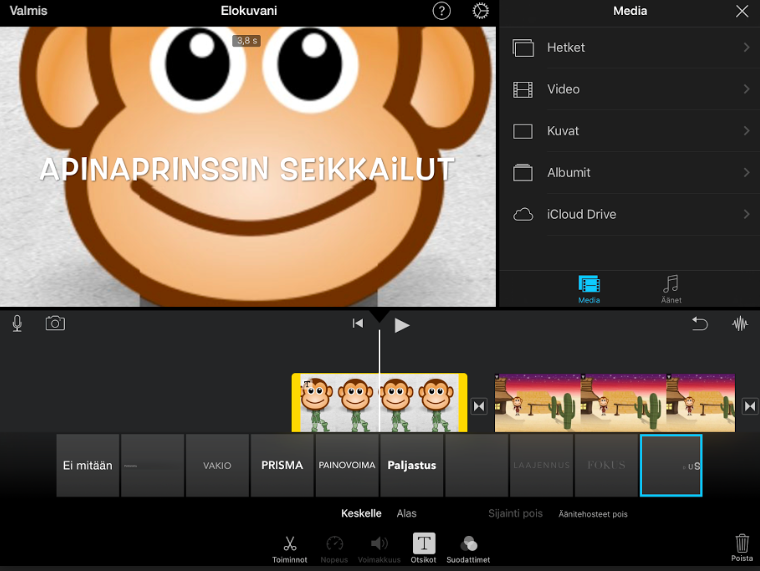 Valmis
Elokuvani
?
Media
3,8 s
APINAPRINSSIN SEiKKAiLUT
Hetket
Video
Kuvat
Albumit
iCloud Drive
Media
Äänet
T
Ei mitään
VAKIO
PRISMA
PAINOVOIMA
Paljastus
LAAJENNUS
FOKUS
Keskelle
Alas
Sijainti pois
Äänitehosteet pois
T
Toiminnot
Nopeus
Voimakkuus
Otsikot
Suodattimet
Poista